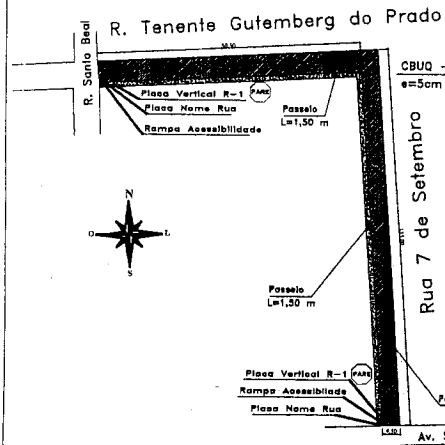 R. Tenente Gutemberg do Prado
R. Santo Beal
CBUQ -
e=5cm
Placa Vertical R-1
PARE
Placa Nome Rua
Rampa Acessibilidade
Passeio
L=1,50 m
Rua 7 de Setembro
N
O
L
S
Passeio
L=1,50 m
Placa Vertical R-1
PARE
Rampa Acessibilade
Placa Nome Rua
Av.